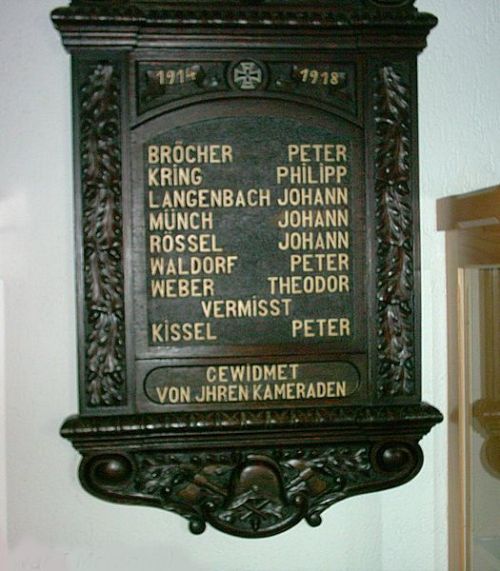 1914 1918
BRÖCHER PETER
KRING PHILIPP
LANGENBACH JOHANN
MÜNCH JOHANN
RÖSSEL JOHANN
WALDORF PETER
WEBER THEODOR
VERMISST
KISSEL PETER
GEWIDMET
VON JHREN KAMERADEN